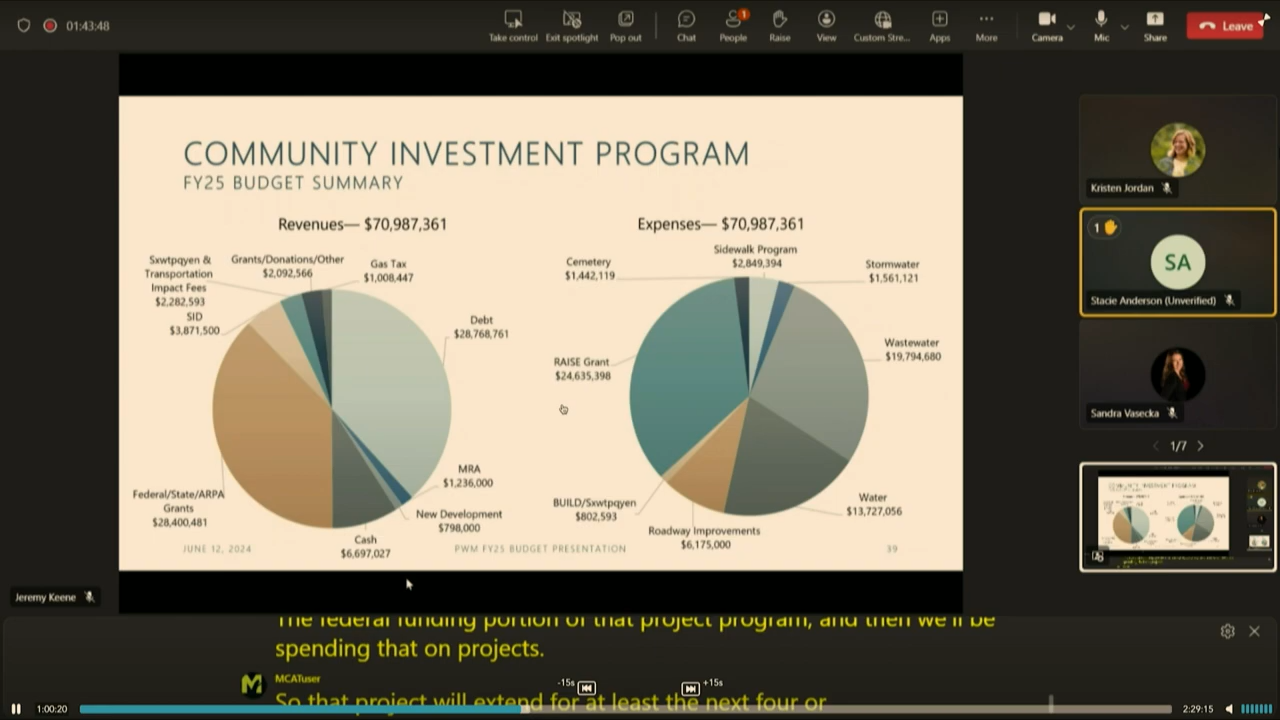 01:43:48
Take control
Exit spotlight
Pop out
Chat
1
People
Raise
View
Custom Stre...
Apps
More
Camera
Mic
Share
Leave
COMMUNITY INVESTMENT PROGRAM
FY25 BUDGET SUMMARY
Revenues— $70,987,361
Sxwtpqyen &
Transportation
Impact Fees
$2,282,593
Grants/Donations/Other
$2,092,566
Gas Tax
$1,008,447
SID
$3,871,500
Debt
$28,768,761
MRA
$1,236,000
New Development
$798,000
Cash
$6,697,027
Federal/State/ARPA
Grants
$28,400,481
Expenses— $70,987,361
Sidewalk Program
$2,849,394
Cemetery
$1,442,119
Stormwater
$1,561,121
Wastewater
$19,794,680
RAISE Grant
$24,635,398
Water
$13,727,056
BUILD/Sxwtpqyen
$802,593
Roadway Improvements
$6,175,000
JUNE 12, 2024
PWM FY25 BUDGET PRESENTATION
39
Kristen Jordan
1
SA
Stacie Anderson (Unverified)
Sandra Vasecka
1/7
Jeremy Keene
The federal funding portion of that project program, and then we'll be
spending that on projects.
MCATuser
So that project will extend for at least the next four or
-15s
+15s
1:00:20
2:29:15